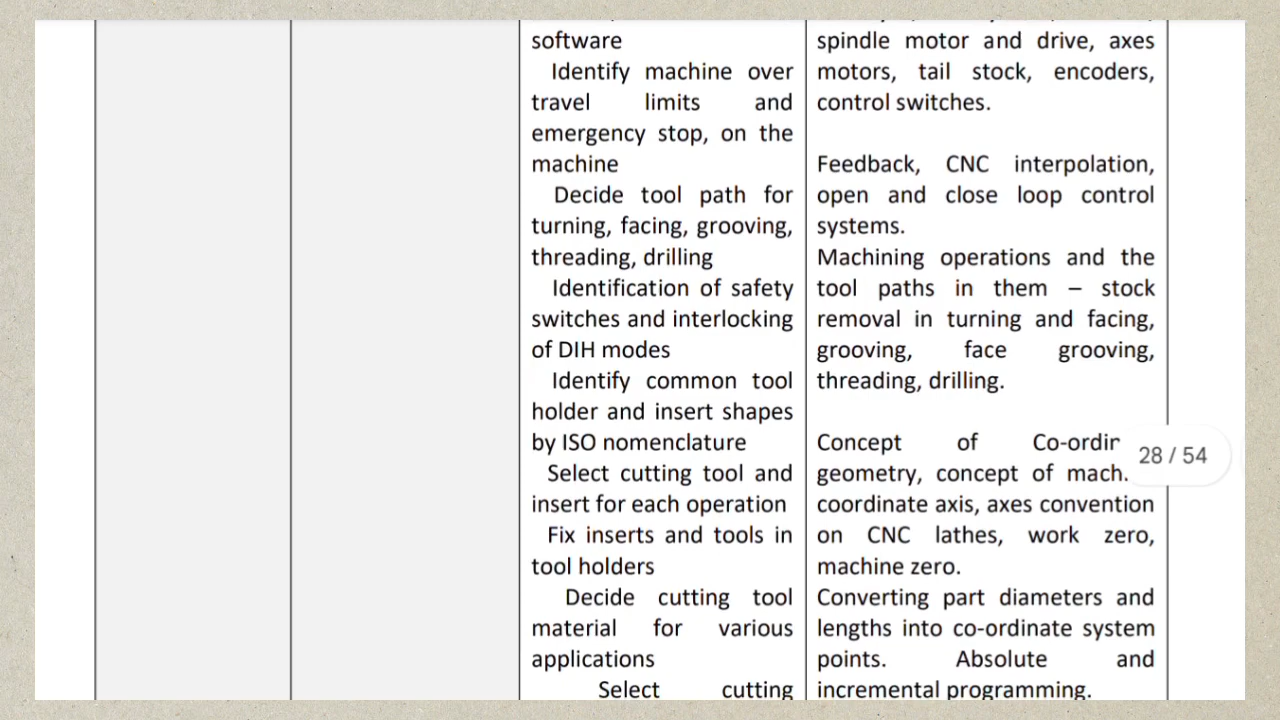 software
Identify machine over
travel limits and
emergency stop, on the
machine
Decide tool path for
turning, facing, grooving,
threading, drilling
Identification of safety
switches and interlocking
of DIH modes
Identify common tool
holder and insert shapes
by ISO nomenclature
Select cutting tool and
insert for each operation
Fix inserts and tools in
tool holders
Decide cutting tool
material for various
applications
Select cutting
spindle motor and drive, axes
motors, tail stock, encoders,
control switches.
Feedback, CNC interpolation,
open and close loop control
systems.
Machining operations and the
tool paths in them – stock
removal in turning and facing,
grooving, face grooving,
threading, drilling.
Concept of Co-ordir
geometry, concept of mach.
coordinate axis, axes convention
on CNC lathes, work zero,
machine zero.
Converting part diameters and
lengths into co-ordinate system
points. Absolute and
incremental programming.
28 / 54